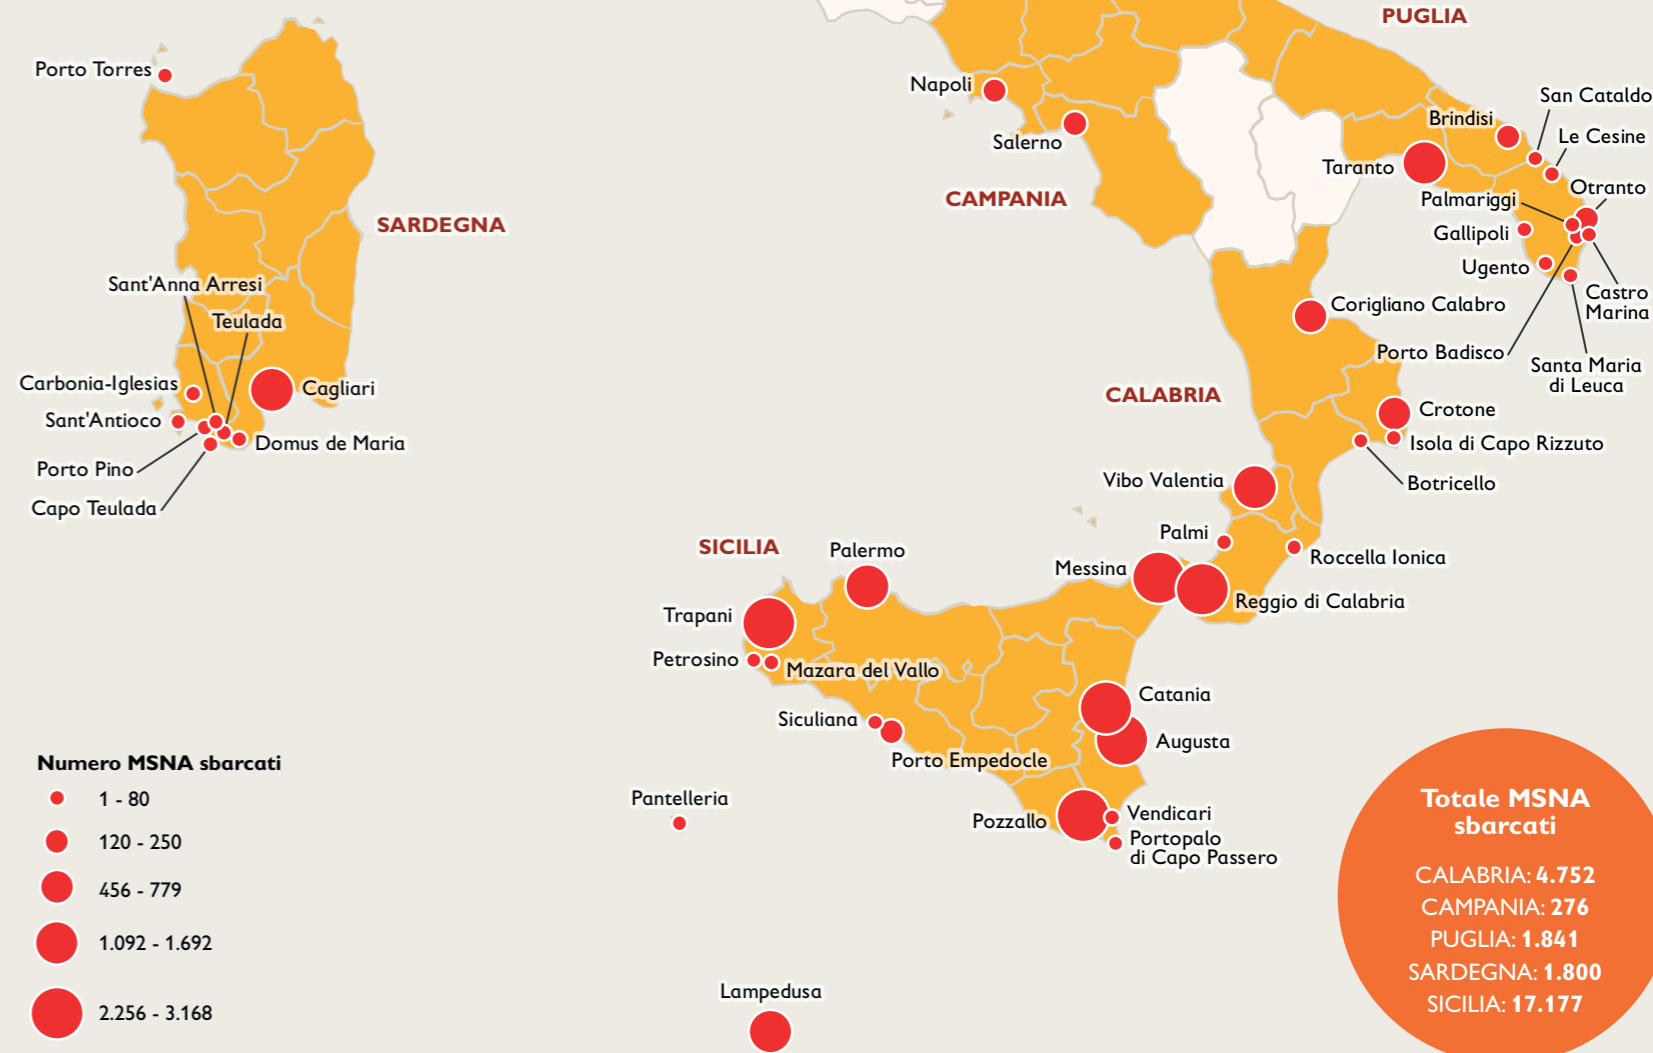 PUGLIA
Porto Torres
Napoli
San Cataldo
Brindisi
Le Cesine
Salerno
Taranto
Otranto
CAMPANIA
Palmariggi
SARDEGNA
Gallipoli
Ugento
Sant'Anna Arresi
Castro
Marina
Corigliano Calabro
Teulada
Porto Badisco
Santa Maria
di Leuca
Carbonia-Iglesias
Cagliari
CALABRIA
Crotone
Sant'Antioco
Domus de Maria
Isola di Capo Rizzuto
Porto Pino
Vibo Valentia
Botricello
Capo Teulada
Palmi
SICILIA
Palermo
Roccella Ionica
Messina
Reggio di Calabria
Trapani
Petrosino
Mazara del Vallo
Catania
Siculiana
Augusta
Porto Empedocle
Pantelleria
Pozzallo
Vendicari
Portopalo
di Capo Passero
Lampedusa
Numero MSNA sbarcati
1 - 80
120 - 250
456 - 779
1.092 - 1.692
2.256 - 3.168
Totale MSNA
sbarcati
CALABRIA: 4.752
CAMPANIA: 276
PUGLIA: 1.841
SARDEGNA: 1.800
SICILIA: 17.177